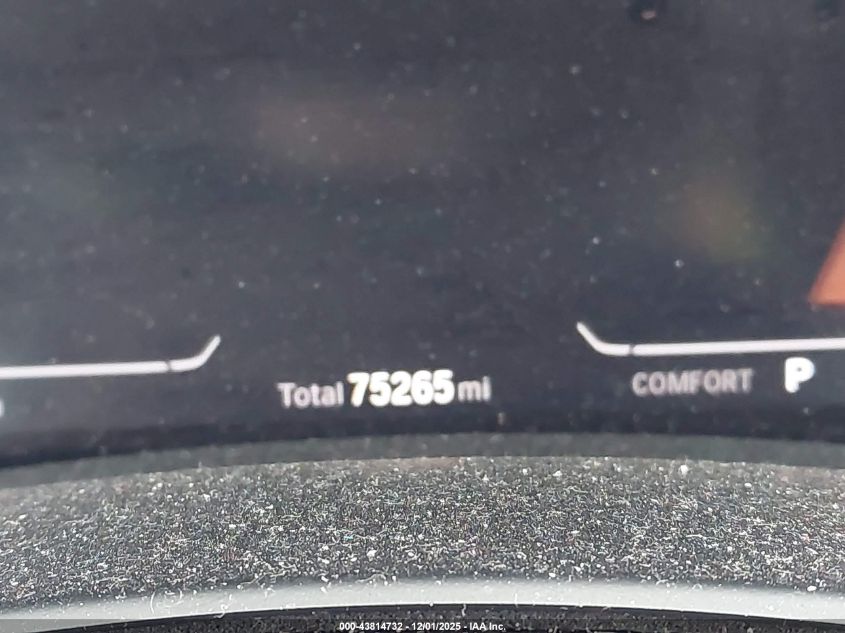 Total 75265 mi
COMFORT P
000-43814732 - 12/01/2025 - IAA Inc.